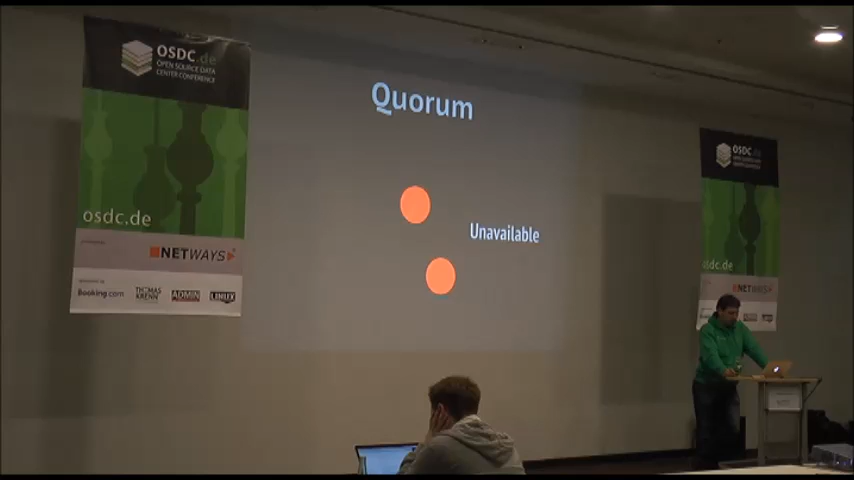 OSDC.de
OPEN SOURCE DATA
CENTER CONFERENCE
osdc.de
NETWAYS
Booking.com
THOMAS
KRENN
ADMIN
LINUX
Quorum
Unavailable
OSDC.de
osdc.de
NETWAYS